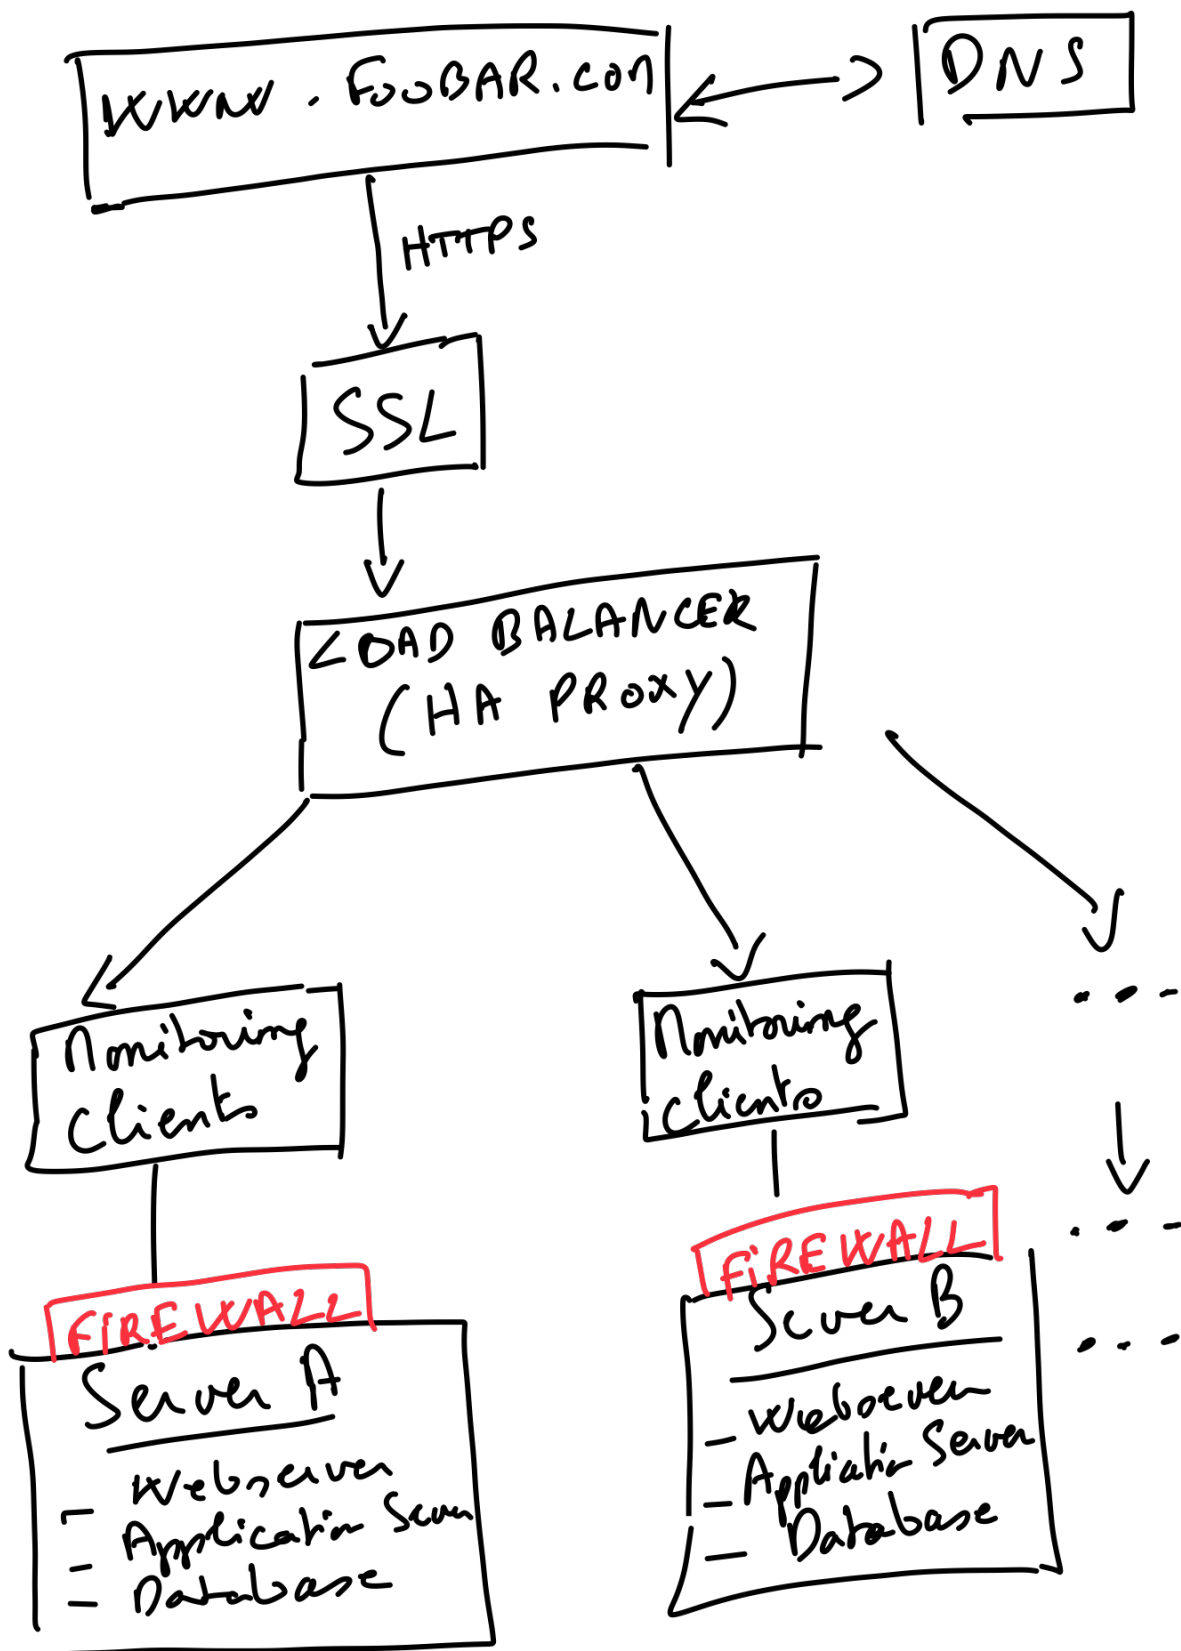 www.FOOBAR.com
DNS
HTTPS
SSL
LOAD BALANCER
(HA PROXY)
Monitoring
Clients
Monitoring
Clients
...
FIREWALL
...
FIREWALL
Server B
...
Server A
- Webserver
- Application Server
- Database
- Webserver
- Application Server
- Database